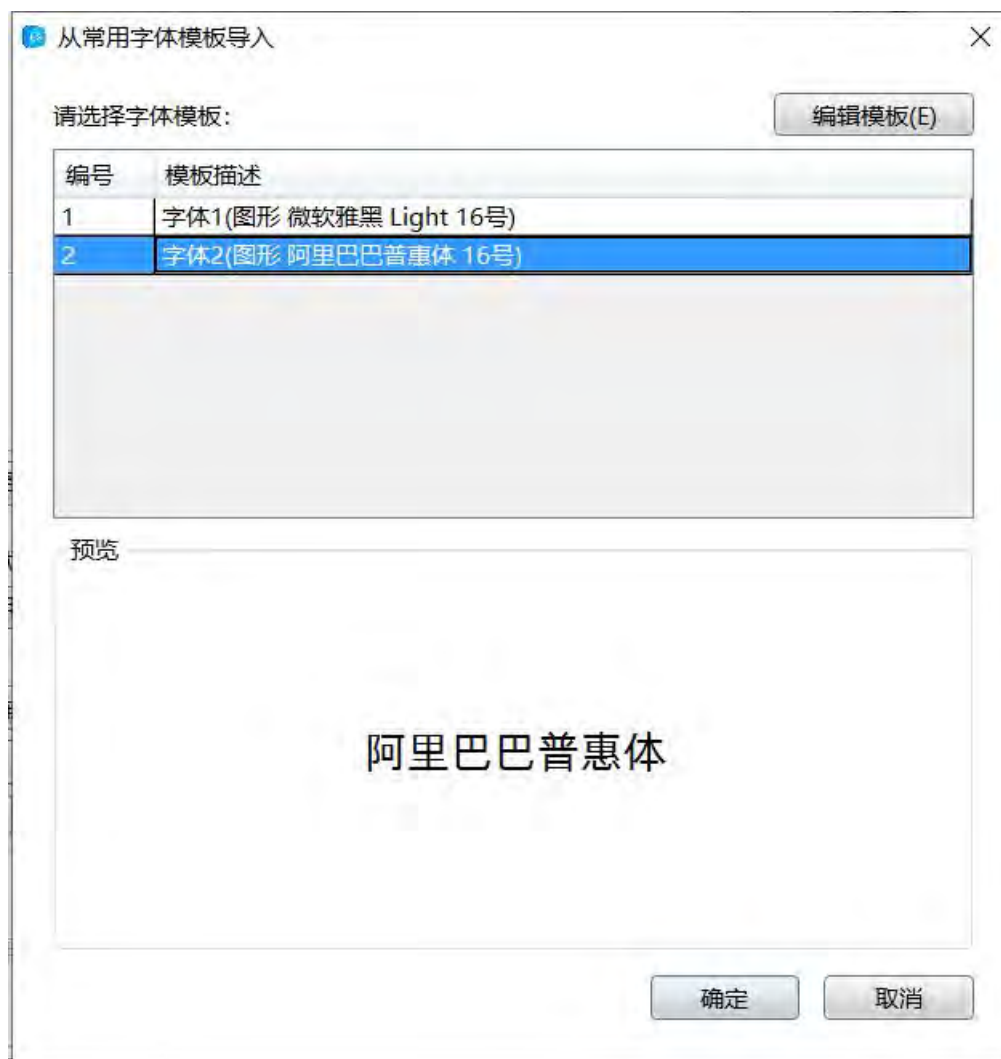 从常用字体模板导入
请选择字体模板:
编辑模板(E)
编号 模板描述
1 字体1(图形 微软雅黑 Light 16号)
2 字体2(图形 阿里巴巴普惠体 16号)
预览
阿里巴巴普惠体
确定 取消